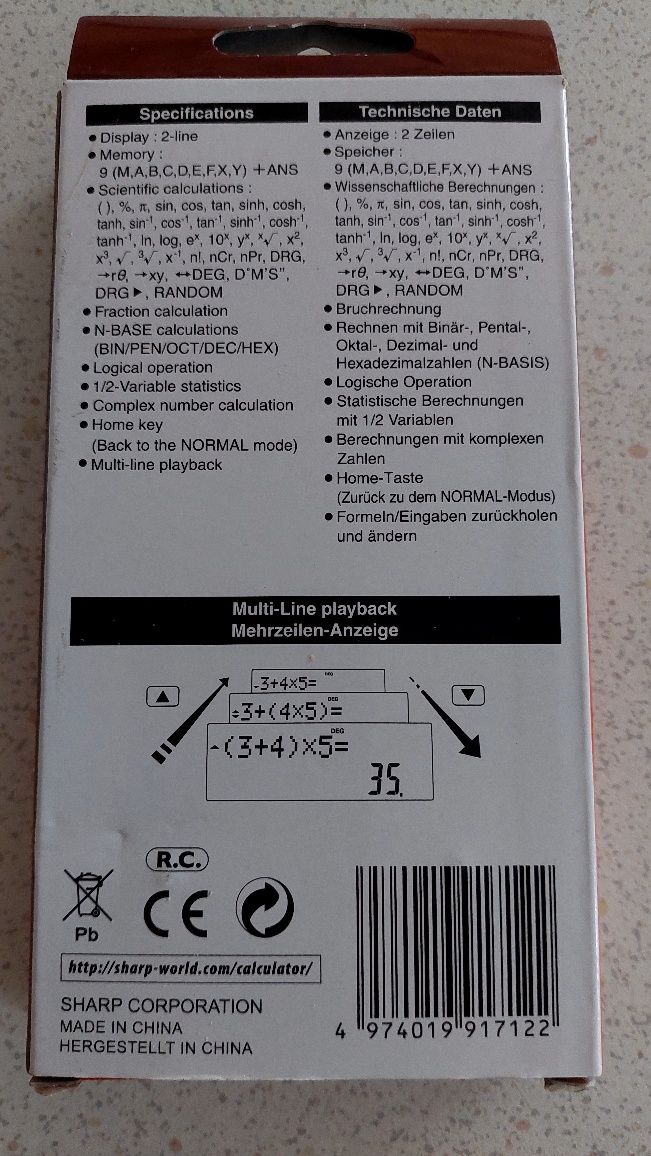 Specifications
• Display : 2-line
• Memory :
9 (M,A,B,C,D,E,F,X,Y) +ANS
• Scientific calculations :
( ), %, π, sin, cos, tan, sinh, cosh,
tanh, sin⁻¹, cos⁻¹, tan⁻¹, sinh⁻¹, cosh⁻¹,
tanh⁻¹, ln, log, eˣ, 10ˣ, yˣ, ˣ√, x²,
x³, √, ³√, x⁻¹, n!, nCr, nPr, DRG,
→rθ, →xy, ↔DEG, D°M'S",
DRG ▶, RANDOM
• Fraction calculation
• N-BASE calculations
(BIN/PEN/OCT/DEC/HEX)
• Logical operation
• 1/2-Variable statistics
• Complex number calculation
• Home key
(Back to the NORMAL mode)
• Multi-line playback
Technische Daten
• Anzeige : 2 Zeilen
• Speicher :
9 (M,A,B,C,D,E,F,X,Y) +ANS
• Wissenschaftliche Berechnungen :
( ), %, π, sin, cos, tan, sinh, cosh,
tanh, sin⁻¹, cos⁻¹, tan⁻¹, sinh⁻¹, cosh⁻¹,
tanh⁻¹, ln, log, eˣ, 10ˣ, yˣ, ˣ√, x²,
x³, √, ³√, x⁻¹, n!, nCr, nPr, DRG,
→rθ, →xy, ↔DEG, D°M'S",
DRG ▶, RANDOM
• Bruchrechnung
• Rechnen mit Binär-, Pental-,
Oktal-, Dezimal- und
Hexadezimalzahlen (N-BASIS)
• Logische Operation
• Statistische Berechnungen
mit 1/2 Variablen
• Berechnungen mit komplexen
Zahlen
• Home-Taste
(Zurück zu dem NORMAL-Modus)
• Formeln/Eingaben zurückholen
und ändern
Multi-Line playback
Mehrzeilen-Anzeige
DEG
3+4×5=
DEG
3+(4×5)=
DEG
(3+4)×5=
35.
R.C.
CE
Pb
http://sharp-world.com/calculator/
SHARP CORPORATION
MADE IN CHINA
HERGESTELLT IN CHINA
4 974019 917122